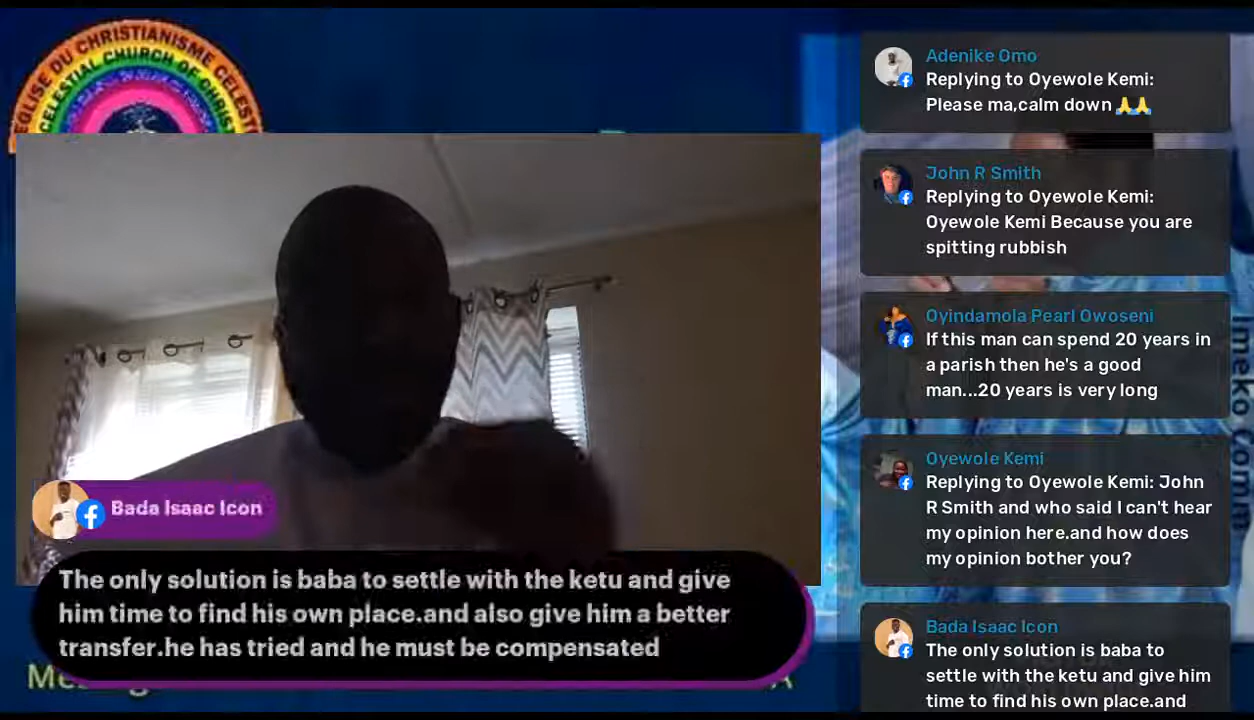 EGLISE DU CHRISTIANISME CELESTE
CELESTIAL CHURCH OF CHRIST
Bada Isaac Icon
The only solution is baba to settle with the ketu and give
him time to find his own place.and also give him a better
transfer.he has tried and he must be compensated
Adenike Omo
Replying to Oyewole Kemi:
Please ma,calm down 🙏🙏
John R Smith
Replying to Oyewole Kemi:
Oyewole Kemi Because you are
spitting rubbish
Oyindamola Pearl Owoseni
If this man can spend 20 years in
a parish then he's a good
man...20 years is very long
Oyewole Kemi
Replying to Oyewole Kemi: John
R Smith and who said I can't hear
my opinion here.and how does
my opinion bother you?
Bada Isaac Icon
The only solution is baba to
settle with the ketu and give him
time to find his own place.and